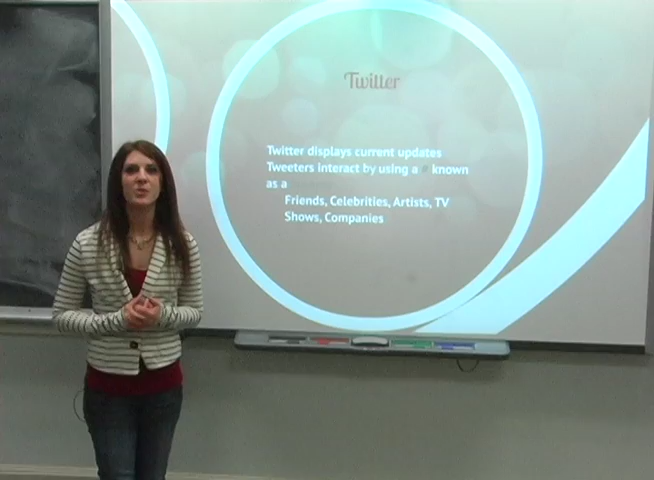 Twitter
Twitter displays current updates
Tweeters interact by using a # known
as a
Friends, Celebrities, Artists, TV
Shows, Companies